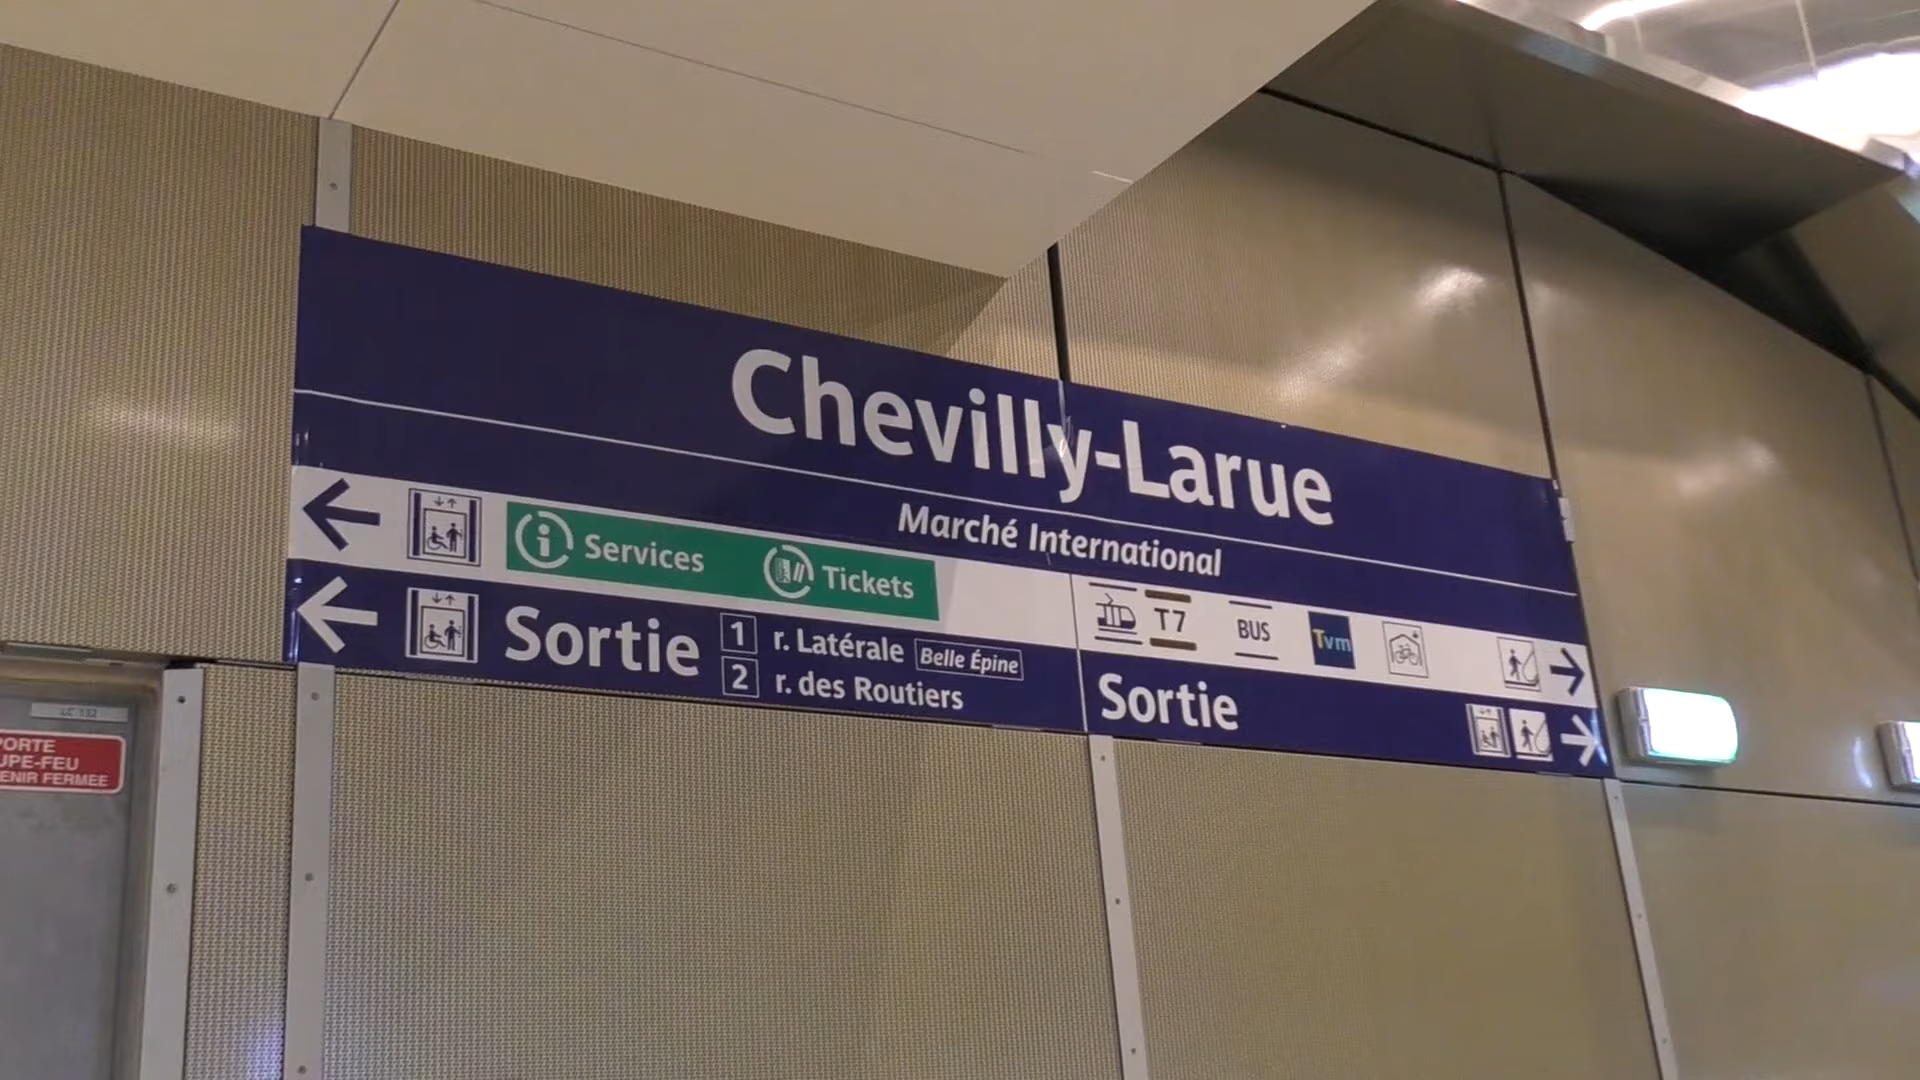 Chevilly-Larue
Marché International
Services Tickets
T7 BUS Tvm
Sortie 1 r. Latérale Belle Épine
2 r. des Routiers
Sortie
PORTE
UPE-FEU
ENIR FERMEE